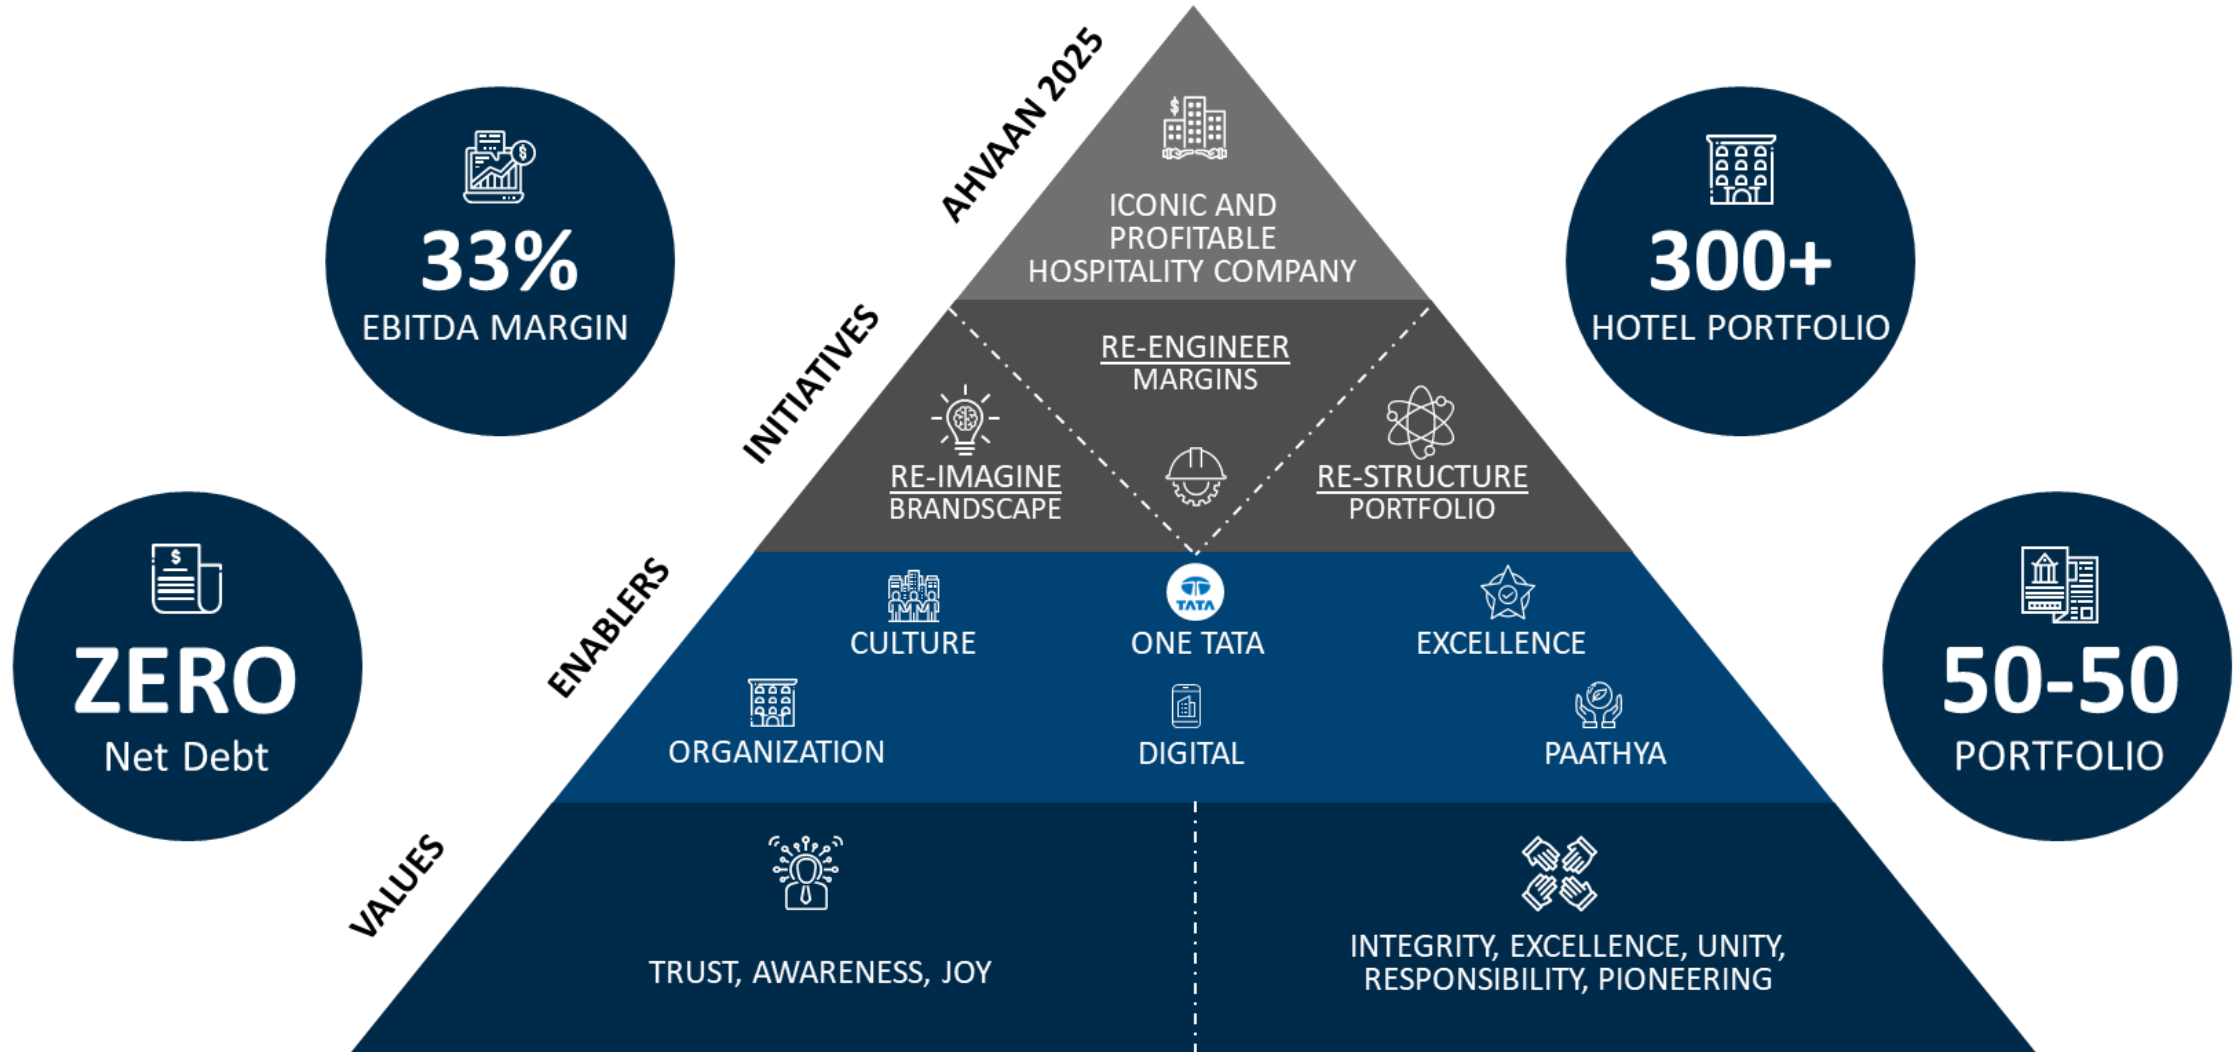 AHVAAN 2025
ICONIC AND
PROFITABLE
HOSPITALITY COMPANY
33%
EBITDA MARGIN
300+
HOTEL PORTFOLIO
INITIATIVES
RE-ENGINEER
MARGINS
RE-IMAGINE
BRANDSCAPE
RE-STRUCTURE
PORTFOLIO
ZERO
Net Debt
50-50
PORTFOLIO
ENABLERS
CULTURE
TATA
ONE TATA
EXCELLENCE
ORGANIZATION
DIGITAL
PAATHYA
VALUES
TRUST, AWARENESS, JOY
INTEGRITY, EXCELLENCE, UNITY,
RESPONSIBILITY, PIONEERING